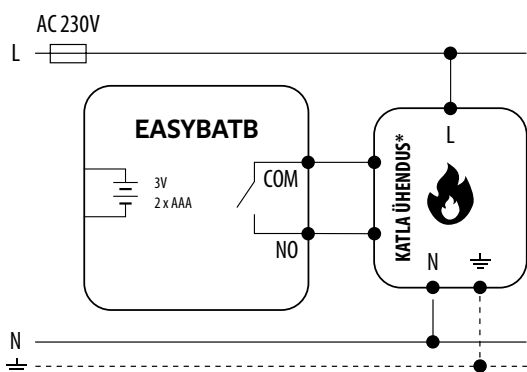 AC 230V
L
EASYBATB
3V
2 x AAA
COM
NO
L
KATLA ÜHENDUS*
N
N